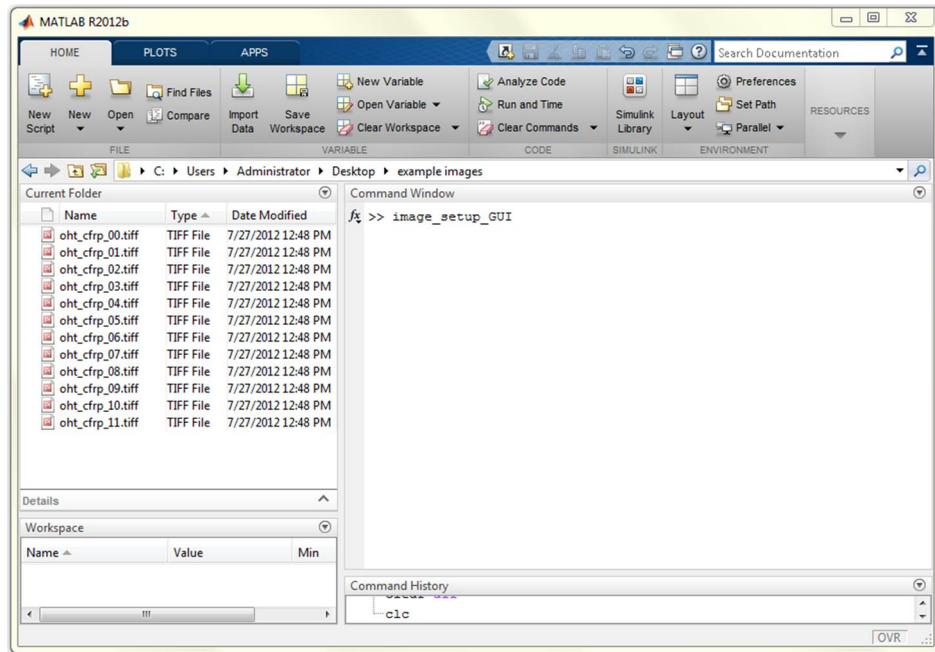 MATLAB R2012b
HOME PLOTS APPS Search Documentation
New Script New Open Find Files Compare Import Data Save Workspace New Variable Open Variable Clear Workspace Analyze Code Run and Time Clear Commands Simulink Library Layout Preferences Set Path Parallel RESOURCES
FILE VARIABLE CODE SIMULINK ENVIRONMENT
C: Users Administrator Desktop example images
Current Folder
Name Type Date Modified
oht_cfrp_00.tiff TIFF File 7/27/2012 12:48 PM
oht_cfrp_01.tiff TIFF File 7/27/2012 12:48 PM
oht_cfrp_02.tiff TIFF File 7/27/2012 12:48 PM
oht_cfrp_03.tiff TIFF File 7/27/2012 12:48 PM
oht_cfrp_04.tiff TIFF File 7/27/2012 12:48 PM
oht_cfrp_05.tiff TIFF File 7/27/2012 12:48 PM
oht_cfrp_06.tiff TIFF File 7/27/2012 12:48 PM
oht_cfrp_07.tiff TIFF File 7/27/2012 12:48 PM
oht_cfrp_08.tiff TIFF File 7/27/2012 12:48 PM
oht_cfrp_09.tiff TIFF File 7/27/2012 12:48 PM
oht_cfrp_10.tiff TIFF File 7/27/2012 12:48 PM
oht_cfrp_11.tiff TIFF File 7/27/2012 12:48 PM
Details
Workspace
Name Value Min
Command Window
fx >> image_setup_GUI
Command History
clc
OVR